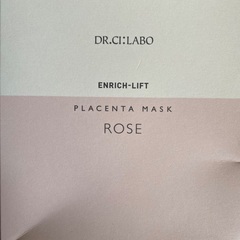 DR.CI:LABO
ENRICH-LIFT
PLACENTA MASK
ROSE